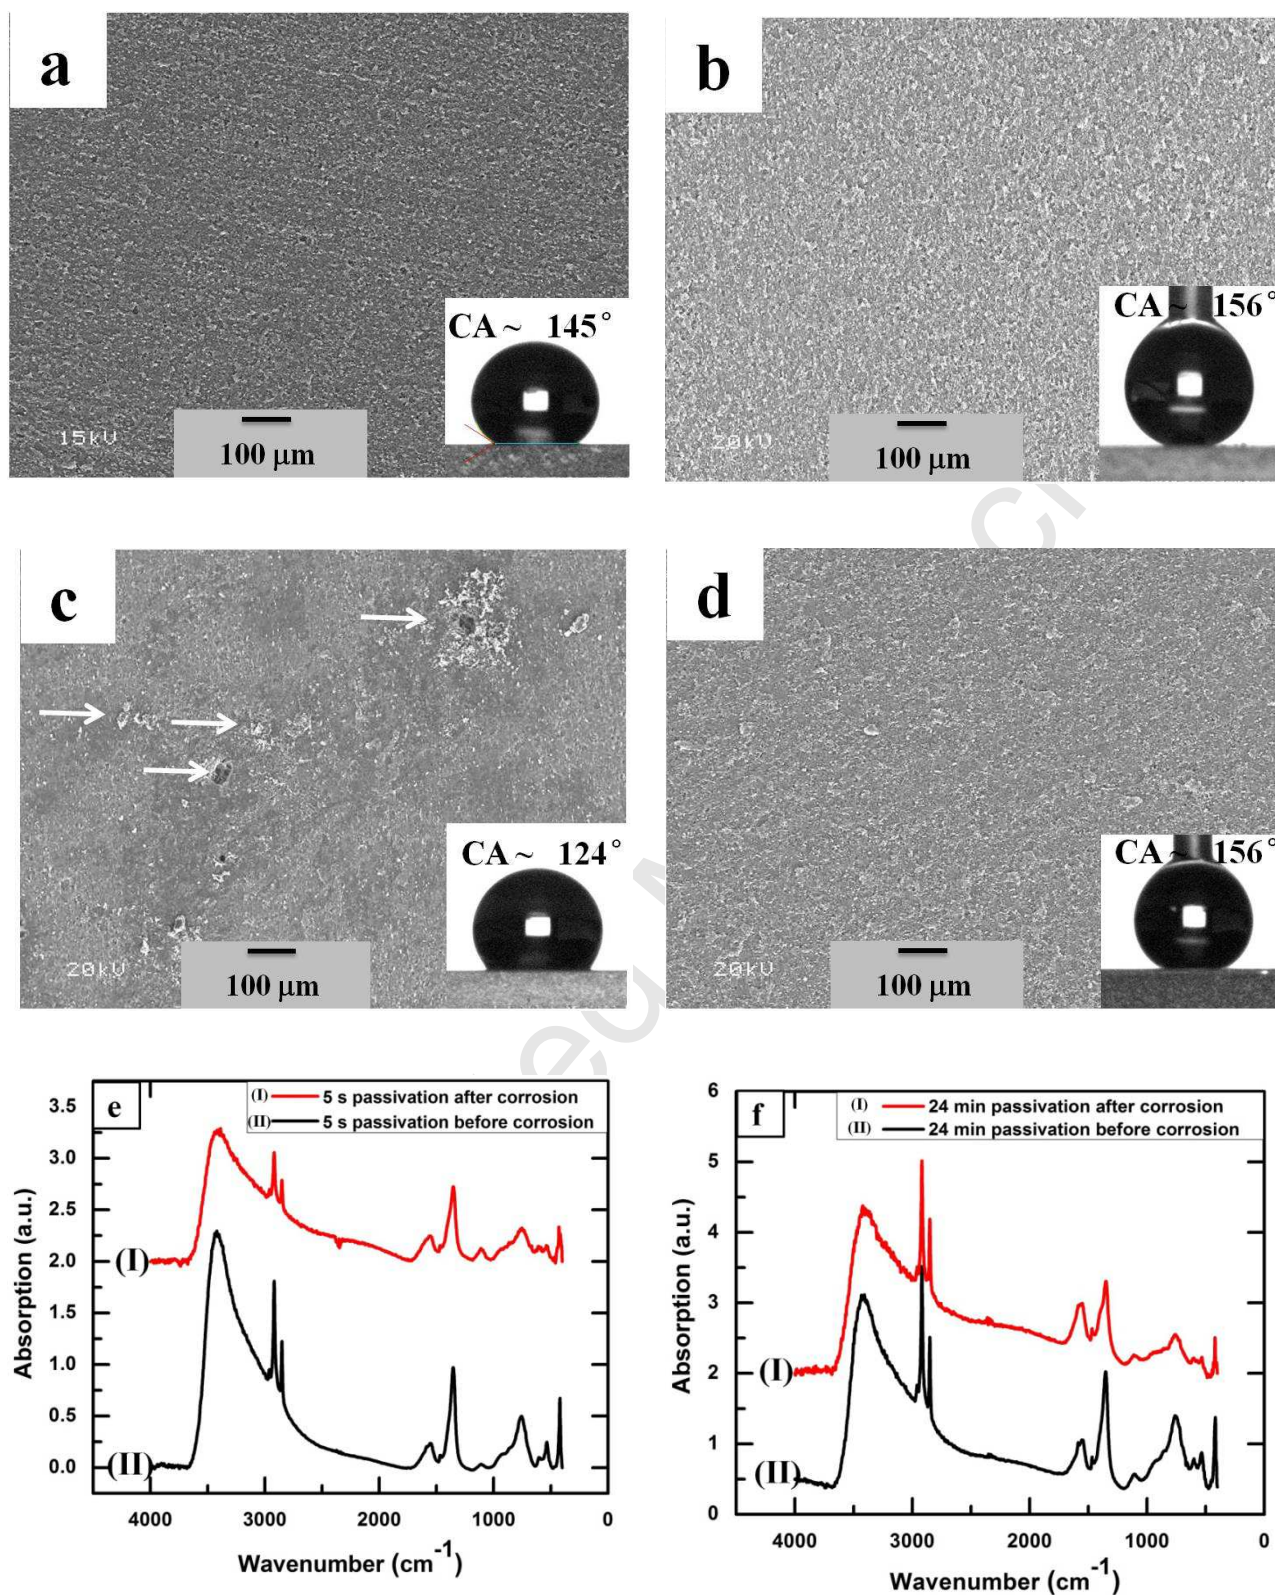 a
CA ~ 145°
15kV
100 μm
b
CA ~ 156°
20kV
100 μm
c
CA ~ 124°
20kV
100 μm
d
CA ~ 156°
20kV
100 μm
e
(I) 5 s passivation after corrosion
(II) 5 s passivation before corrosion
3.5
3.0
2.5
2.0
1.5
1.0
0.5
0.0
Absorption (a.u.)
(I)
(II)
4000 3000 2000 1000 0
Wavenumber (cm-1)
f
(I) 24 min passivation after corrosion
(II) 24 min passivation before corrosion
6
5
4
3
2
1
0
Absorption (a.u.)
(I)
(II)
4000 3000 2000 1000 0
Wavenumber (cm-1)